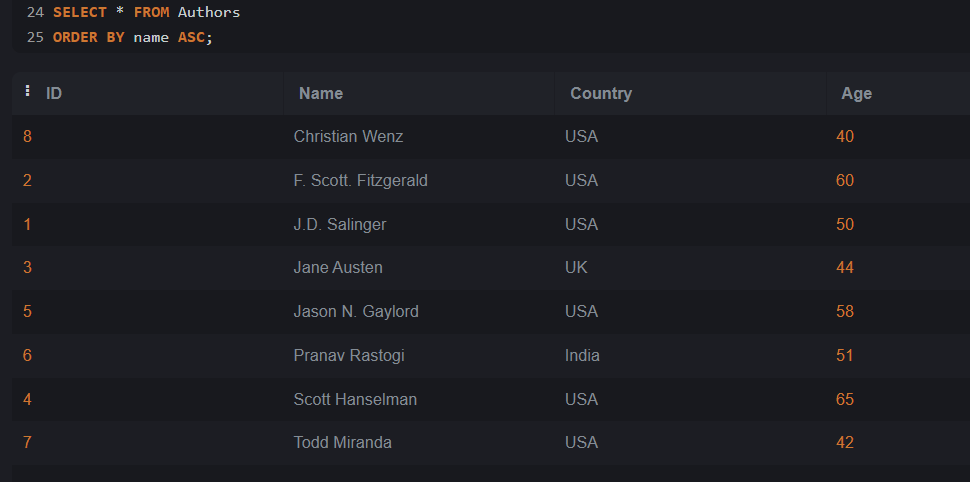 24 SELECT * FROM Authors
25 ORDER BY name ASC;
ID Name Country Age
8 Christian Wenz USA 40
2 F. Scott. Fitzgerald USA 60
1 J.D. Salinger USA 50
3 Jane Austen UK 44
5 Jason N. Gaylord USA 58
6 Pranav Rastogi India 51
4 Scott Hanselman USA 65
7 Todd Miranda USA 42